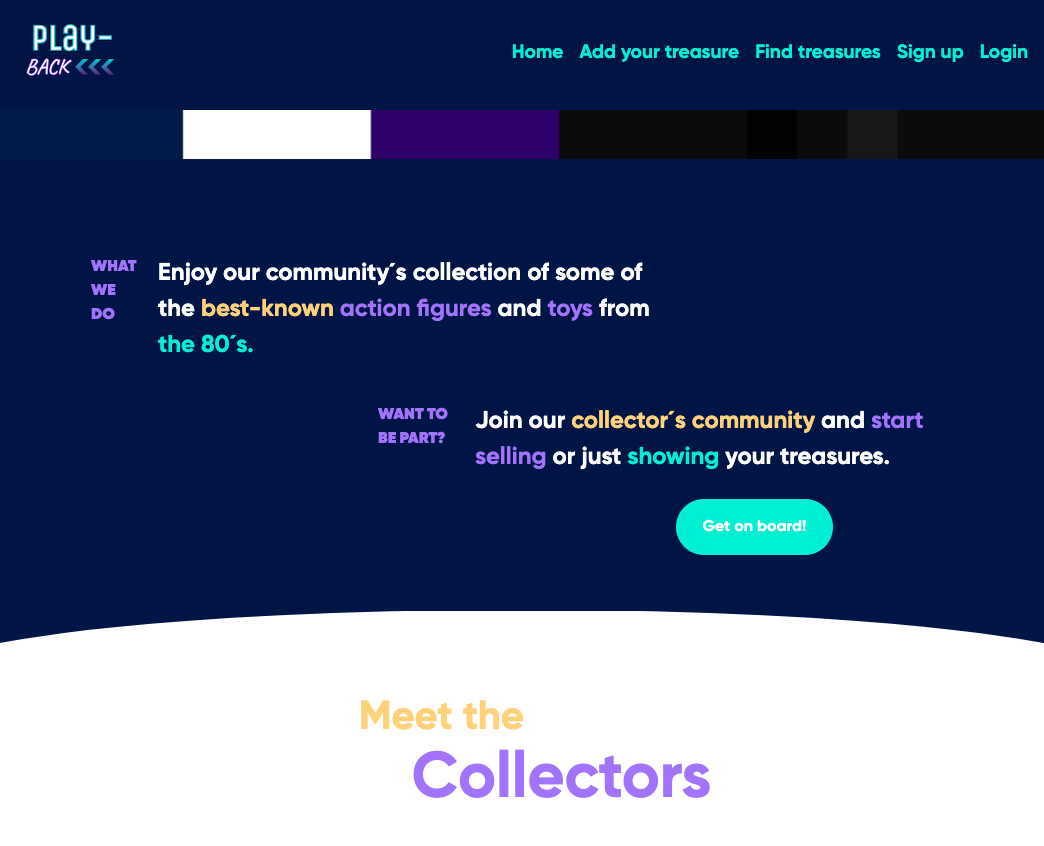 PLAY-
BACK
Home Add your treasure Find treasures Sign up Login
WHAT
WE
DO
Enjoy our community´s collection of some of
the best-known action figures and toys from
the 80´s.
WANT TO
BE PART?
Join our collector´s community and start
selling or just showing your treasures.
Get on board!
Meet the
Collectors